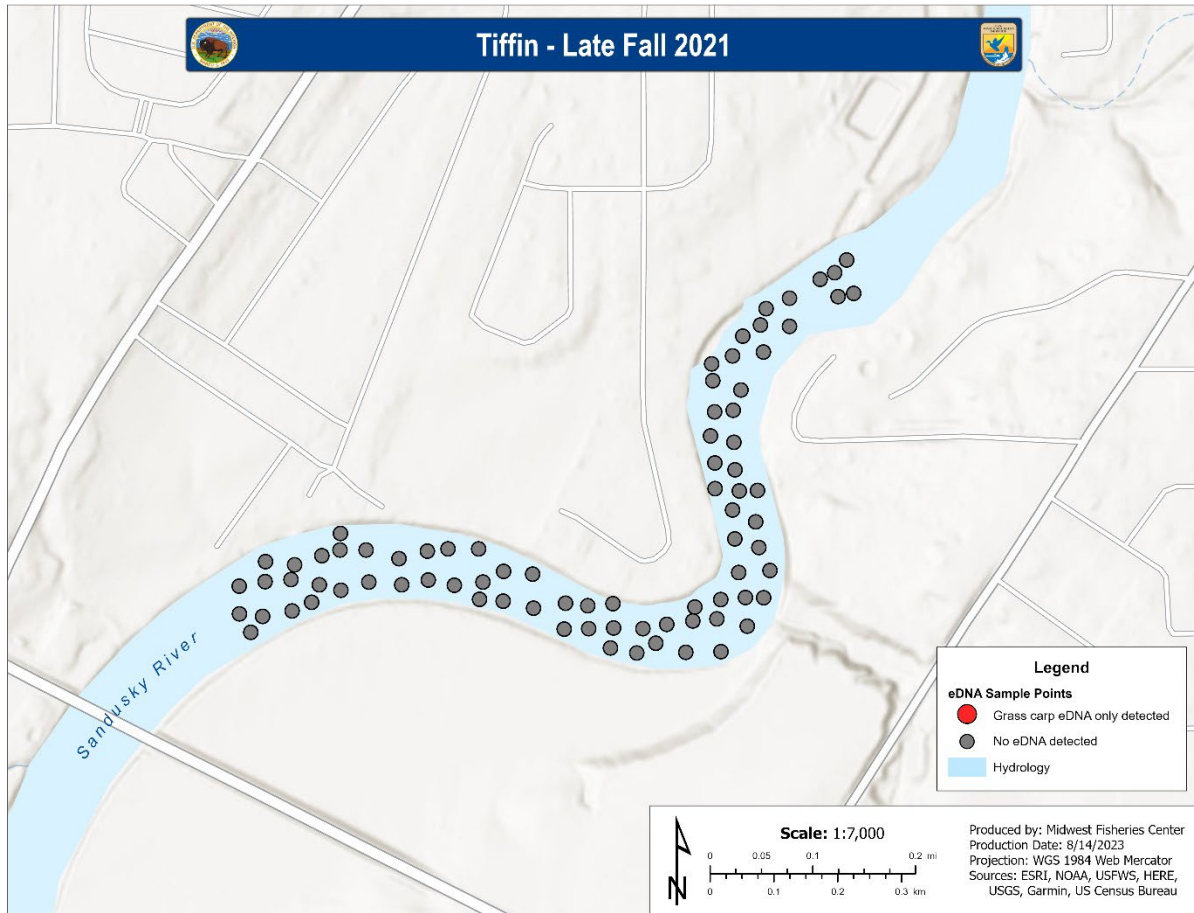 Tiffin - Late Fall 2021
Sandusky River
Legend
eDNA Sample Points
Grass carp eDNA only detected
No eDNA detected
Hydrology
N
Scale: 1:7,000
0 0.05 0.1 0.2 mi
0 0.1 0.2 0.3 km
Produced by: Midwest Fisheries Center
Production Date: 8/14/2023
Projection: WGS 1984 Web Mercator
Sources: ESRI, NOAA, USFWS, HERE,
USGS, Garmin, US Census Bureau